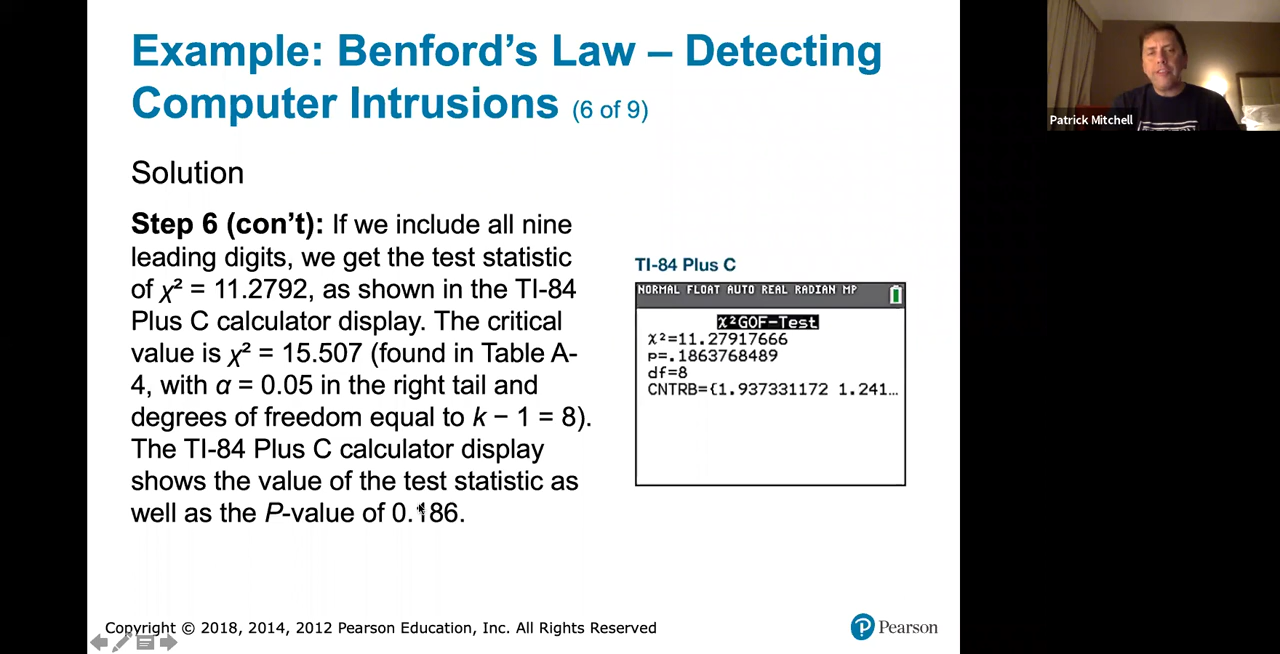 Example: Benford's Law – Detecting
Computer Intrusions (6 of 9)
Patrick Mitchell
Solution
Step 6 (con't): If we include all nine
leading digits, we get the test statistic
of χ² = 11.2792, as shown in the TI-84
Plus C calculator display. The critical
value is χ² = 15.507 (found in Table A-
4, with α = 0.05 in the right tail and
degrees of freedom equal to k − 1 = 8).
The TI-84 Plus C calculator display
shows the value of the test statistic as
well as the P-value of 0.186.
TI-84 Plus C
NORMAL FLOAT AUTO REAL RADIAN MP
χ²GOF-Test
χ²=11.27917666
p=.1863768489
df=8
CNTRB={1.937331172 1.241…
Copyright © 2018, 2014, 2012 Pearson Education, Inc. All Rights Reserved
P Pearson